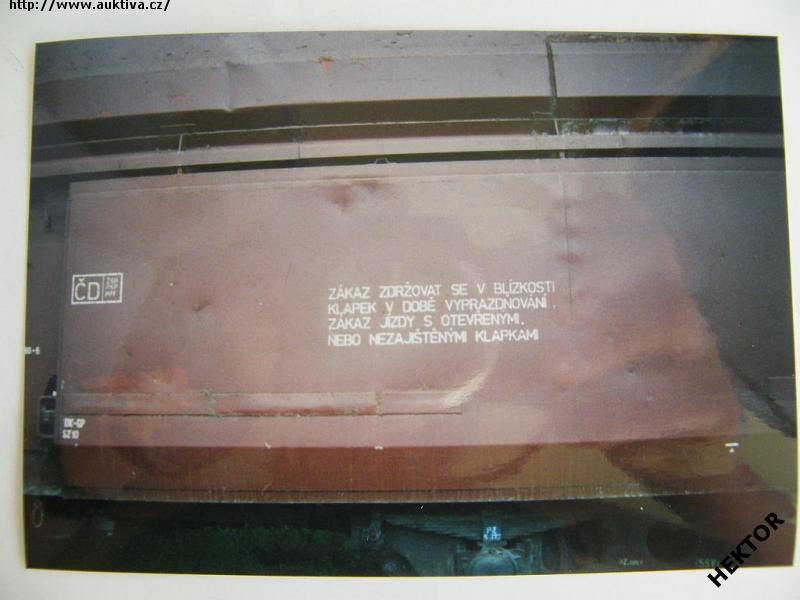 http://www.auktiva.cz/
ČD
ZÁKAZ ZDRŽOVAT SE V BLÍZKOSTI
KLAPEK V DOBĚ VYPRAZDŇOVÁNÍ.
ZÁKAZ JÍZDY S OTEVŘENÝMI,
NEBO NEZAJIŠTĚNÝMI KLAPKAMI
SZ10
HEKTOR